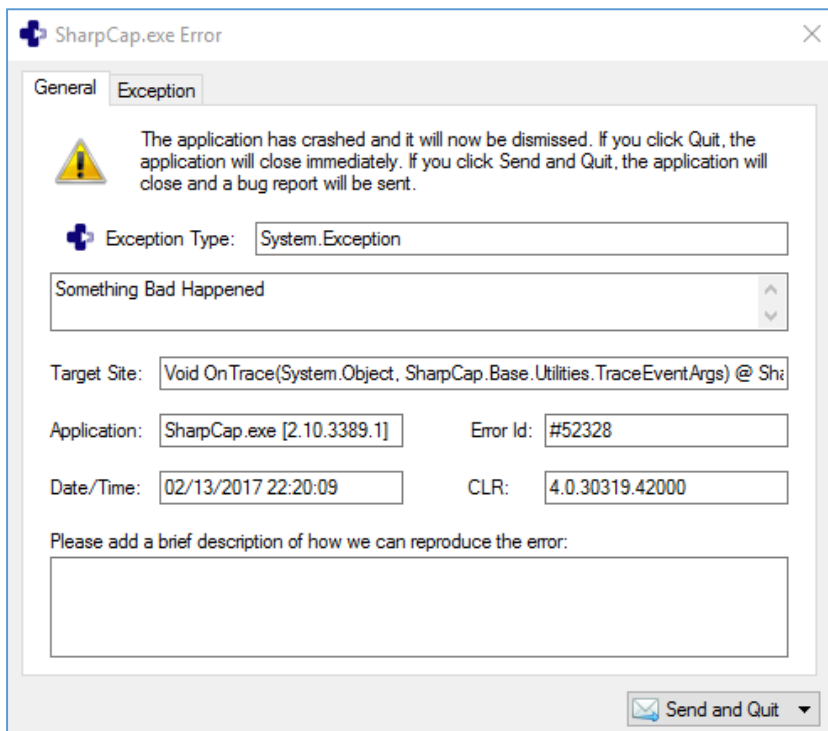 SharpCap.exe Error
General Exception
The application has crashed and it will now be dismissed. If you click Quit, the
application will close immediately. If you click Send and Quit, the application will
close and a bug report will be sent.
Exception Type: System.Exception
Something Bad Happened
Target Site: Void OnTrace(System.Object, SharpCap.Base.Utilities.TraceEventArgs) @ Sha
Application: SharpCap.exe [2.10.3389.1] Error Id: #52328
Date/Time: 02/13/2017 22:20:09 CLR: 4.0.30319.42000
Please add a brief description of how we can reproduce the error:
Send and Quit